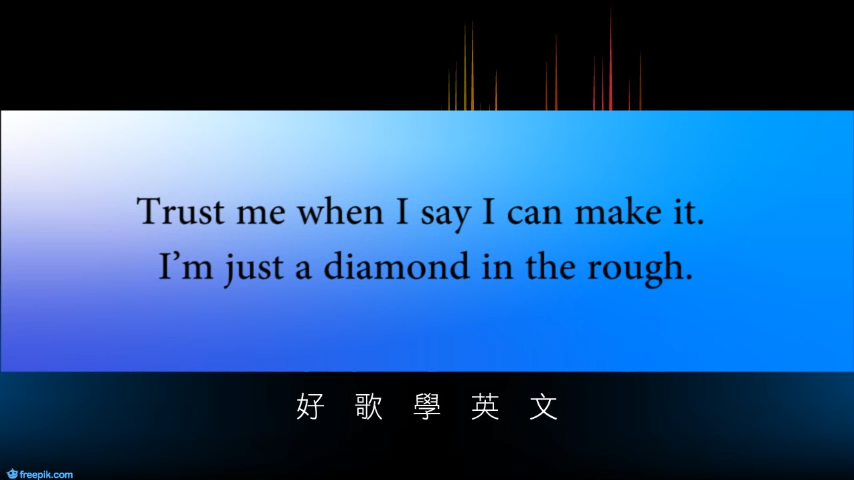 Trust me when I say I can make it.
I'm just a diamond in the rough.
好歌學英文
freepik.com